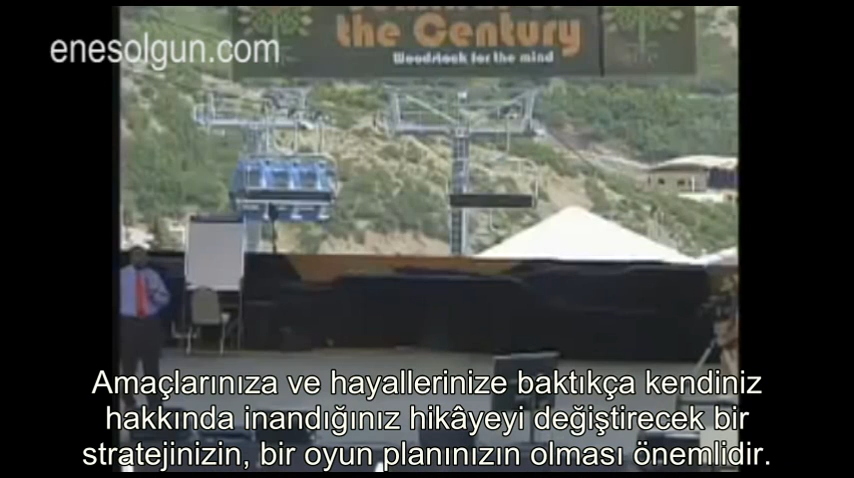 the Century
Woodstock for the mind
enesolgun.com
Amaçlarınıza ve hayallerinize baktıkça kendiniz
hakkında inandığınız hikâyeyi değiştirecek bir
stratejinizin, bir oyun planınızın olması önemlidir.